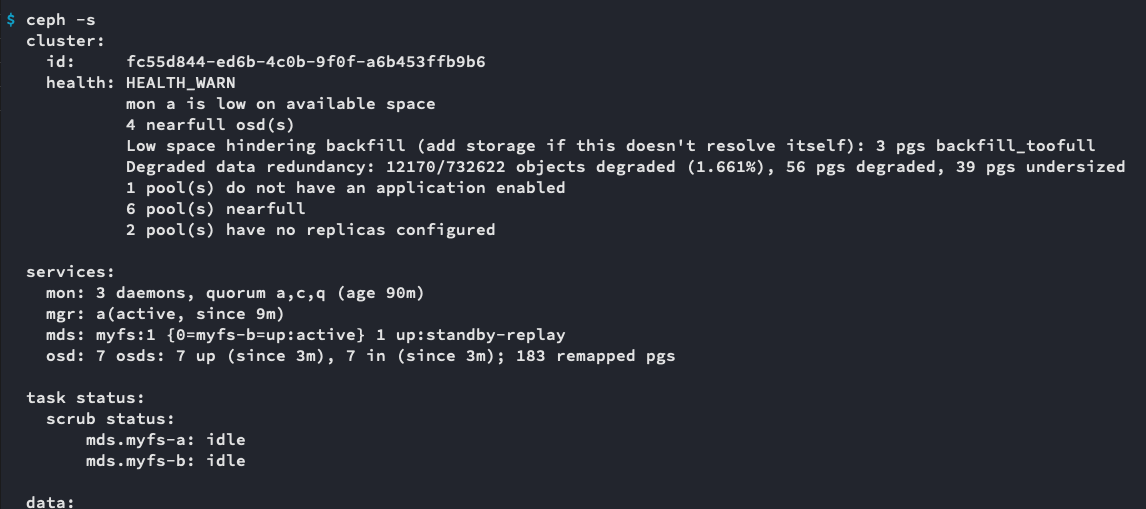 $ ceph -s
cluster:
id: fc55d844-ed6b-4c0b-9f0f-a6b453ffb9b6
health: HEALTH_WARN
mon a is low on available space
4 nearfull osd(s)
Low space hindering backfill (add storage if this doesn't resolve itself): 3 pgs backfill_toofull
Degraded data redundancy: 12170/732622 objects degraded (1.661%), 56 pgs degraded, 39 pgs undersized
1 pool(s) do not have an application enabled
6 pool(s) nearfull
2 pool(s) have no replicas configured
services:
mon: 3 daemons, quorum a,c,q (age 90m)
mgr: a(active, since 9m)
mds: myfs:1 {0=myfs-b=up:active} 1 up:standby-replay
osd: 7 osds: 7 up (since 3m), 7 in (since 3m); 183 remapped pgs
task status:
scrub status:
mds.myfs-a: idle
mds.myfs-b: idle
data: